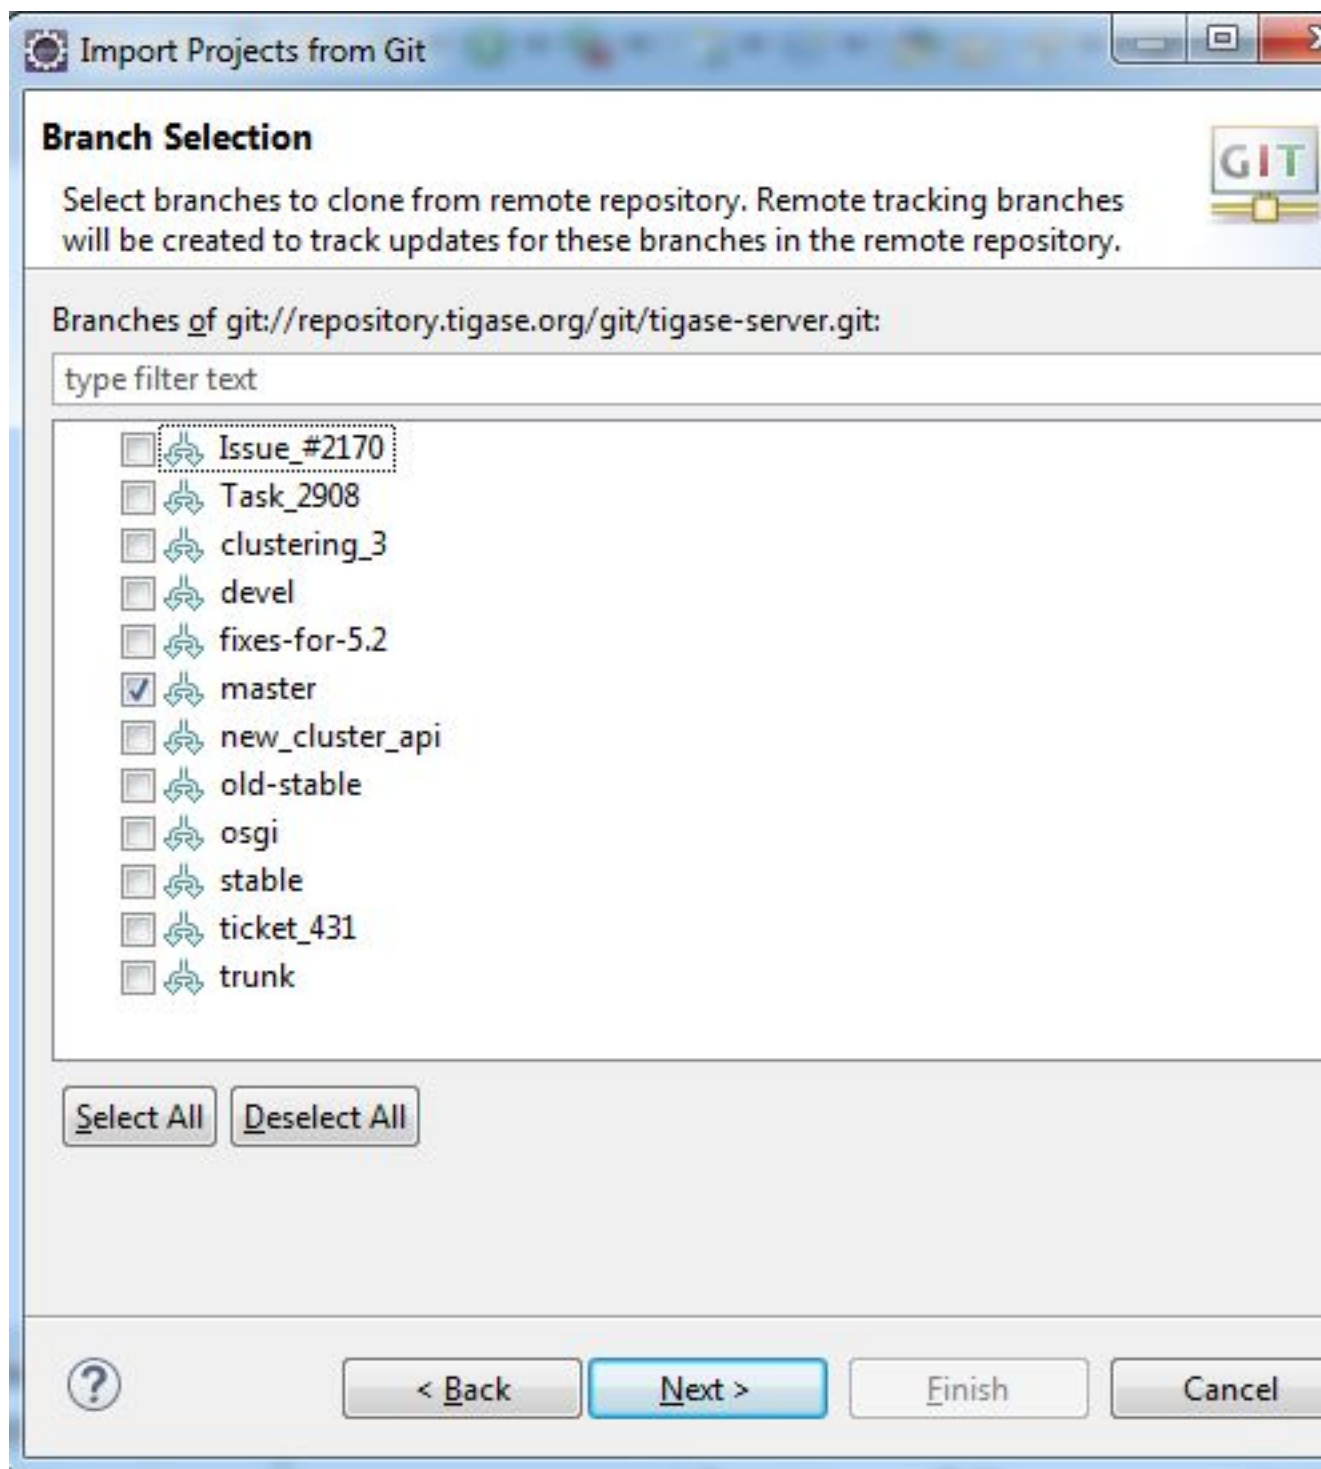 Import Projects from Git
Branch Selection
GIT
Select branches to clone from remote repository. Remote tracking branches
will be created to track updates for these branches in the remote repository.
Branches of git://repository.tigase.org/git/tigase-server.git:
type filter text
Issue_#2170
Task_2908
clustering_3
devel
fixes-for-5.2
master
new_cluster_api
old-stable
osgi
stable
ticket_431
trunk
Select All Deselect All
? < Back Next > Finish Cancel